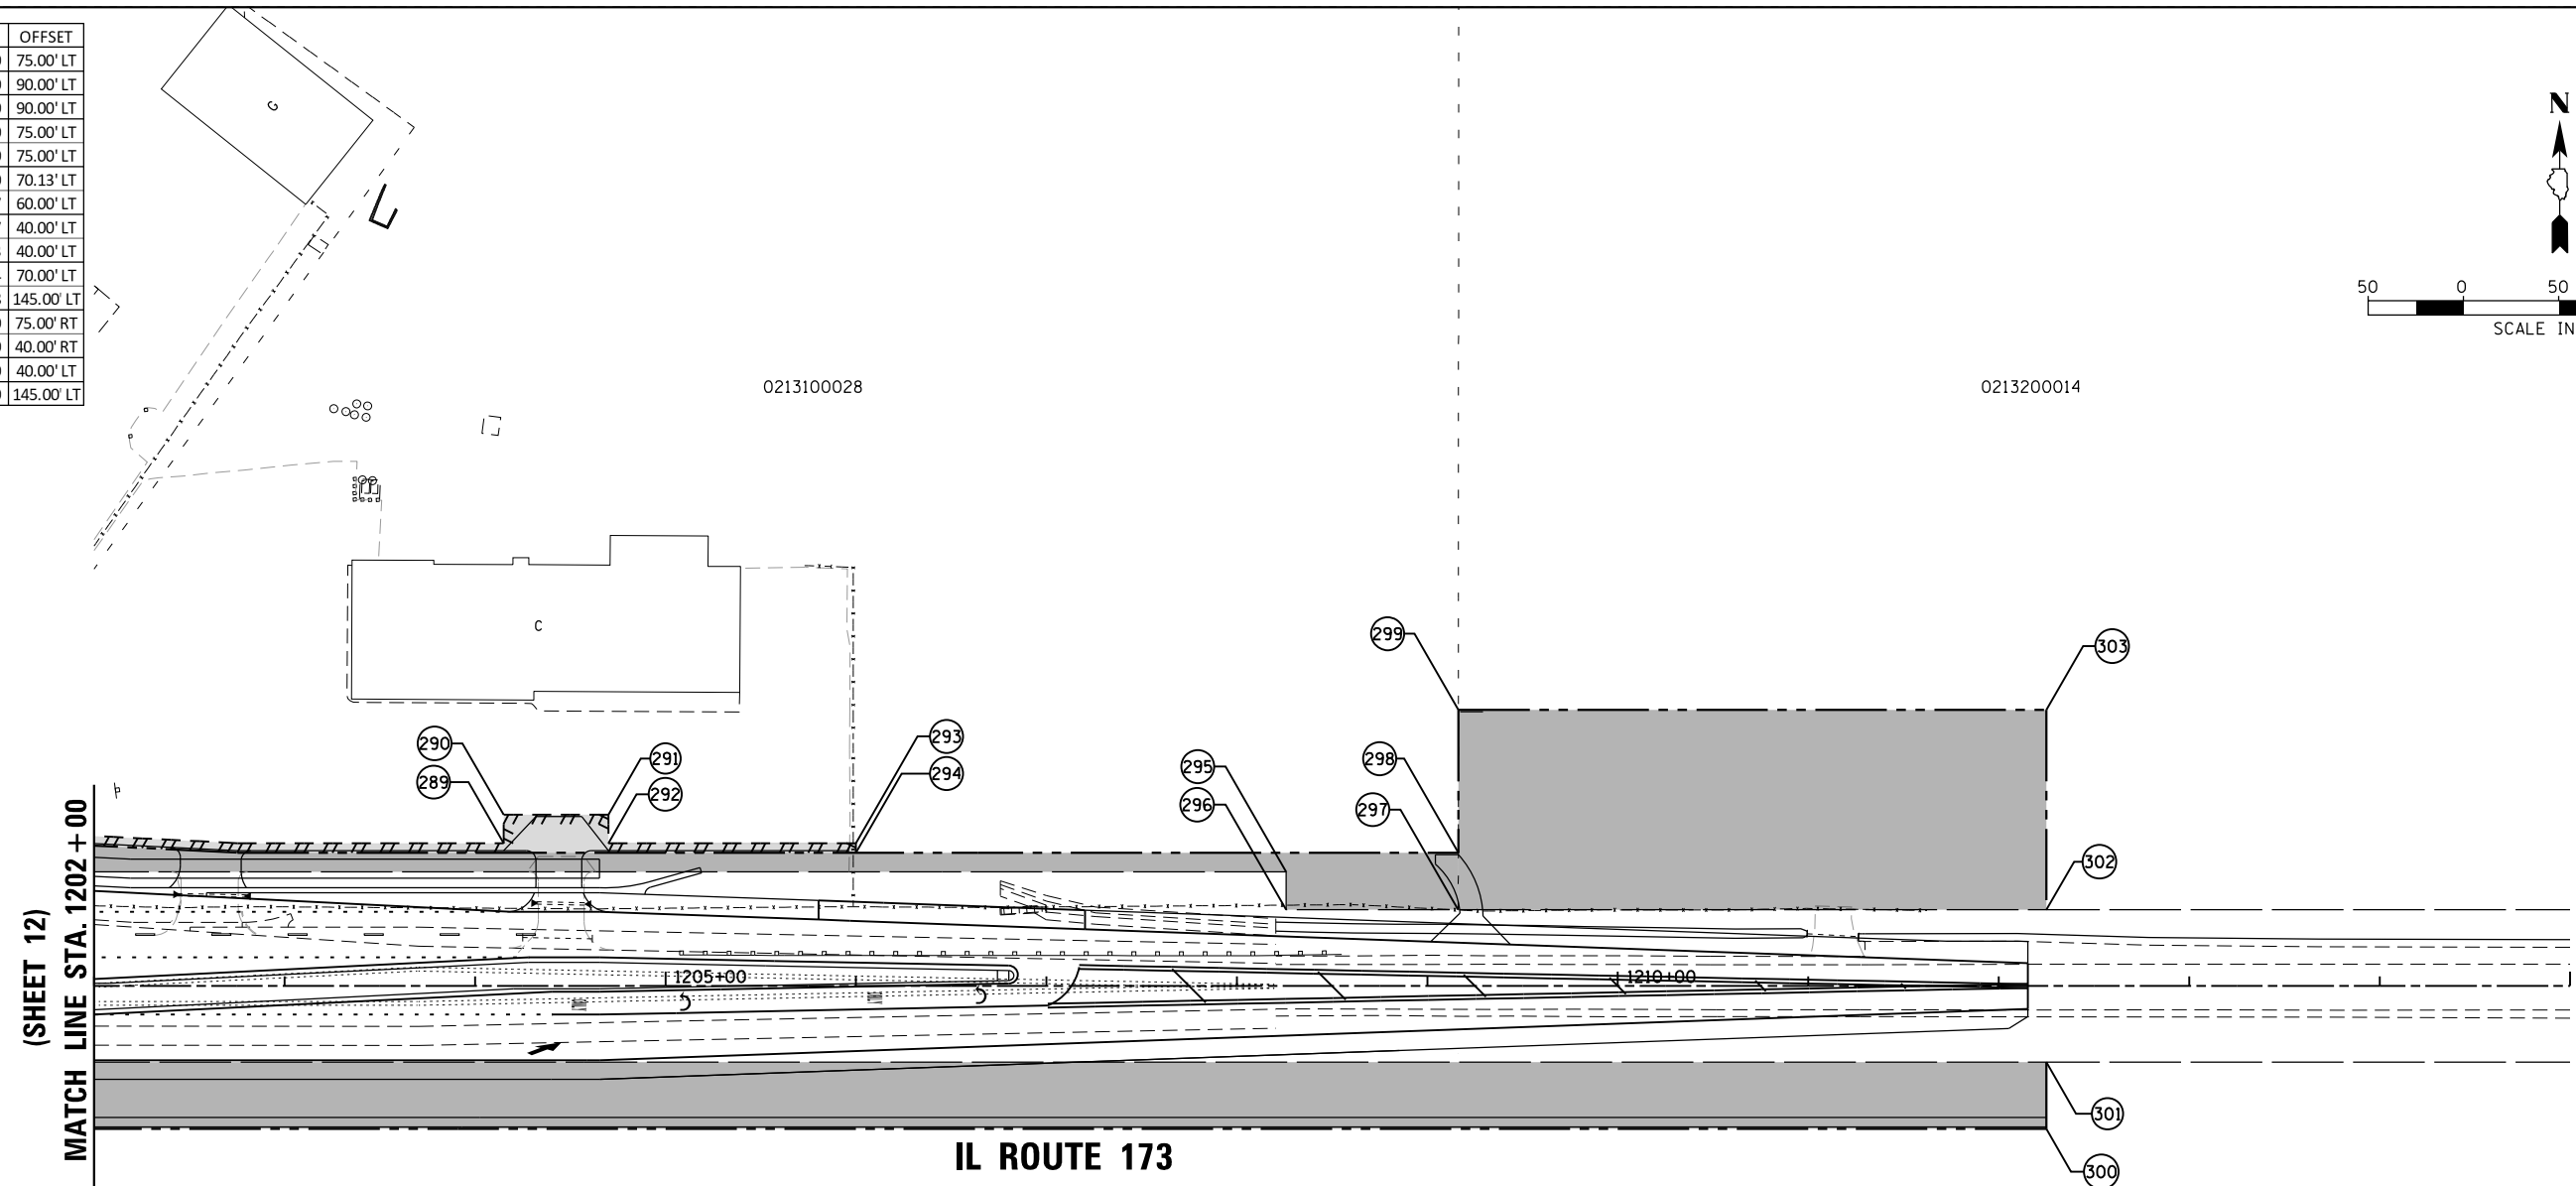 OFFSET
75.00' LT
90.00' LT
90.00' LT
75.00' LT
75.00' LT
70.13' LT
60.00' LT
40.00' LT
40.00' LT
70.00' LT
145.00' LT
75.00' RT
40.00' RT
40.00' LT
145.00' LT
G
N
50 0 50
SCALE IN
0213100028
0213200014
C
299
303
290
289
291
292
293
294
295
296
298
297
302
(SHEET 12)
MATCH LINE STA. 1202+00
1205+00
1210+00
301
300
IL ROUTE 173